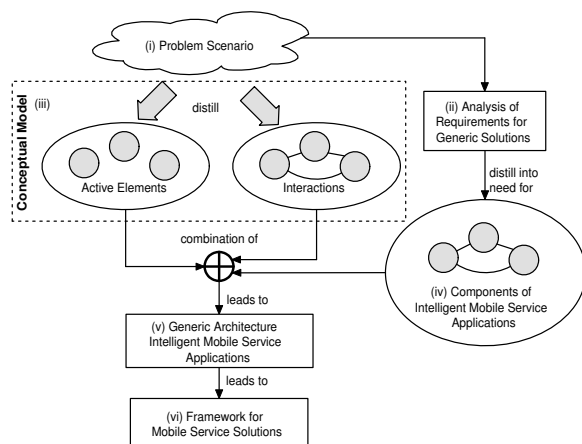 (i) Problem Scenario
(iii)
Conceptual Model
distill
Active Elements
Interactions
(ii) Analysis of
Requirements for
Generic Solutions
distill into
need for
combination of
(iv) Components of
Intelligent Mobile Service
Applications
leads to
(v) Generic Architecture
Intelligent Mobile Service
Applications
leads to
(vi) Framework for
Mobile Service Solutions